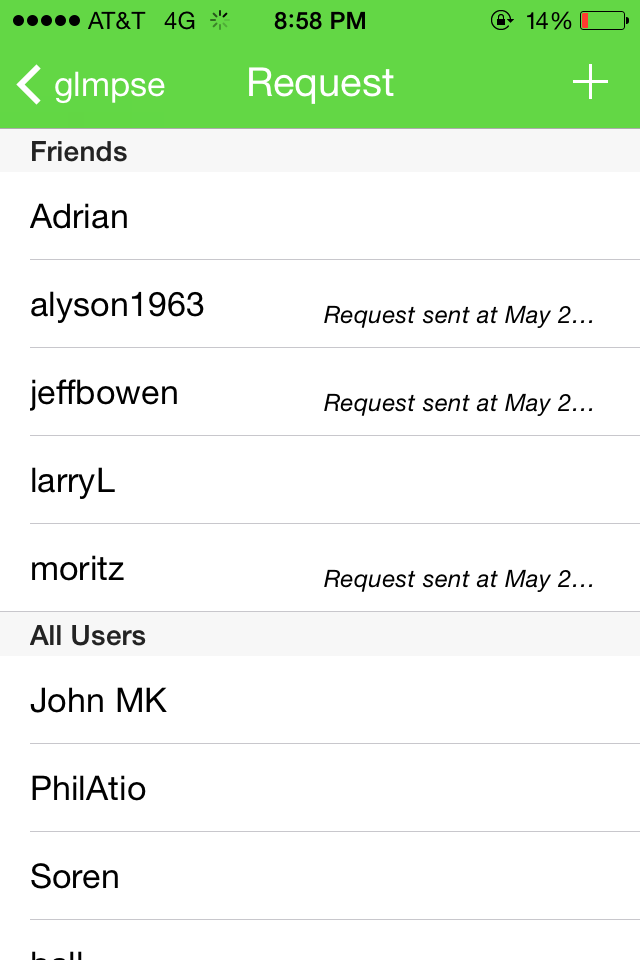 AT&T 4G 8:58 PM 14%
glmpse Request +
Friends
Adrian
alyson1963 Request sent at May 2...
jeffbowen Request sent at May 2...
larryL
moritz Request sent at May 2...
All Users
John MK
PhilAtio
Soren